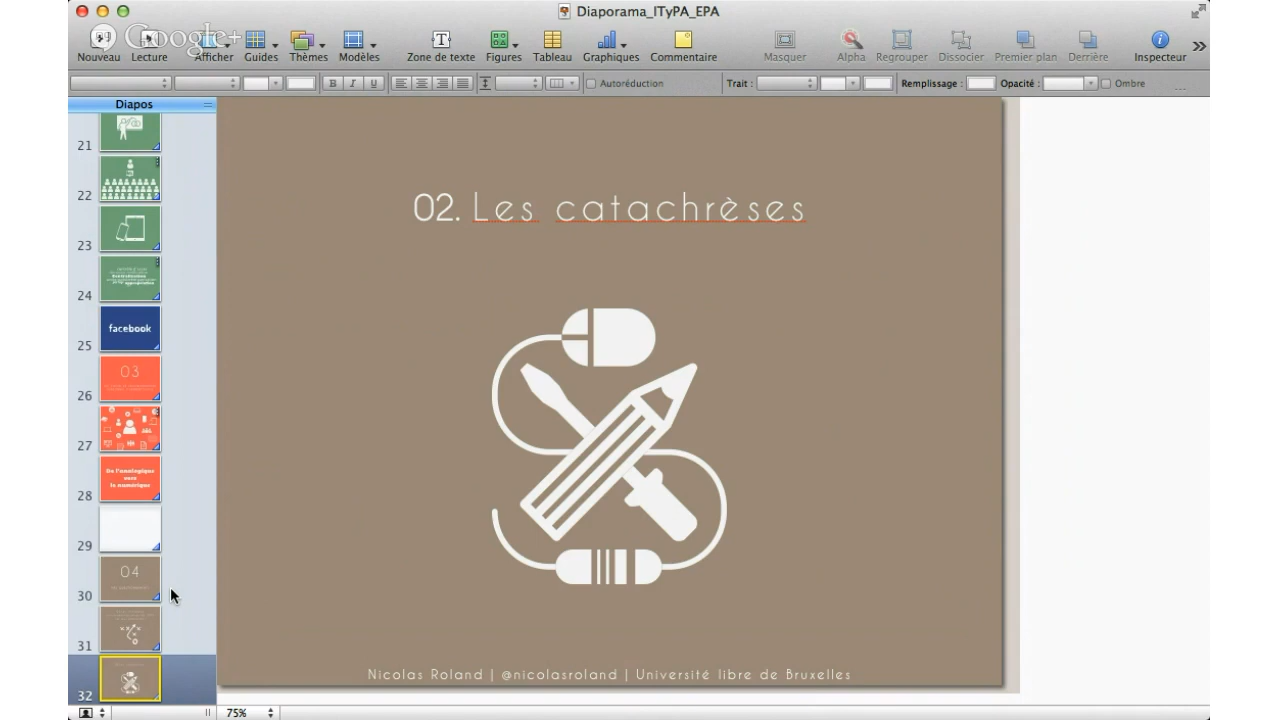 Diaporama_ITyPA_EPA
Google+
Nouveau
Lecture
Afficher
Guides
Thèmes
Modèles
Zone de texte
Figures
Tableau
Graphiques
Commentaire
Masquer
Alpha
Regrouper
Dissocier
Premier plan
Derrière
Inspecteur
B I U
Autoréduction
Trait :
Remplissage :
Opacité :
Ombre
Diapos
21
22
23
24
facebook
25
03
26
27
De l'analogique
vers
le numérique
28
29
04
30
31
32
02. Les catachrèses
Nicolas Roland | @nicolasroland | Université libre de Bruxelles
75%